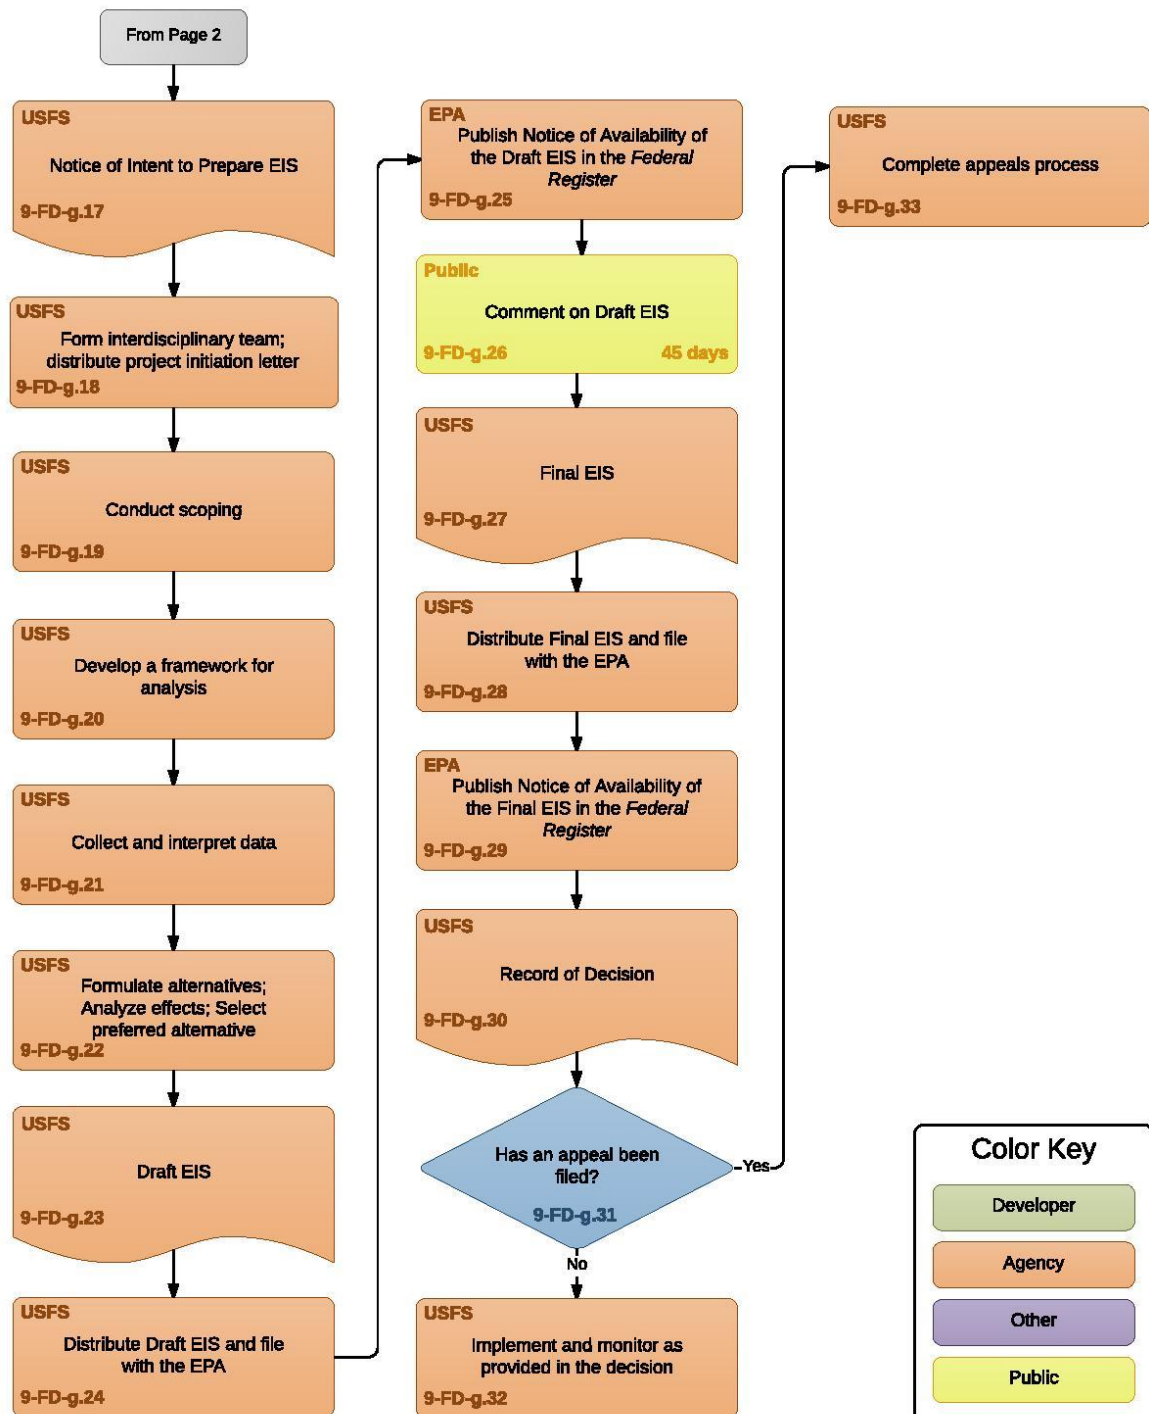 From Page 2
USFS
Notice of Intent to Prepare EIS
9-FD-g.17
USFS
Form interdisciplinary team;
distribute project initiation letter
9-FD-g.18
USFS
Conduct scoping
9-FD-g.19
USFS
Develop a framework for
analysis
9-FD-g.20
USFS
Collect and interpret data
9-FD-g.21
USFS
Formulate alternatives;
Analyze effects; Select
preferred alternative
9-FD-g.22
USFS
Draft EIS
9-FD-g.23
USFS
Distribute Draft EIS and file
with the EPA
9-FD-g.24
EPA
Publish Notice of Availability of
the Draft EIS in the Federal
Register
9-FD-g.25
Public
Comment on Draft EIS
9-FD-g.26 45 days
USFS
Final EIS
9-FD-g.27
USFS
Distribute Final EIS and file
with the EPA
9-FD-g.28
EPA
Publish Notice of Availability of
the Final EIS in the Federal
Register
9-FD-g.29
USFS
Record of Decision
9-FD-g.30
Has an appeal been
filed?
9-FD-g.31
Yes
No
USFS
Implement and monitor as
provided in the decision
9-FD-g.32
USFS
Complete appeals process
9-FD-g.33
Color Key
Developer
Agency
Other
Public